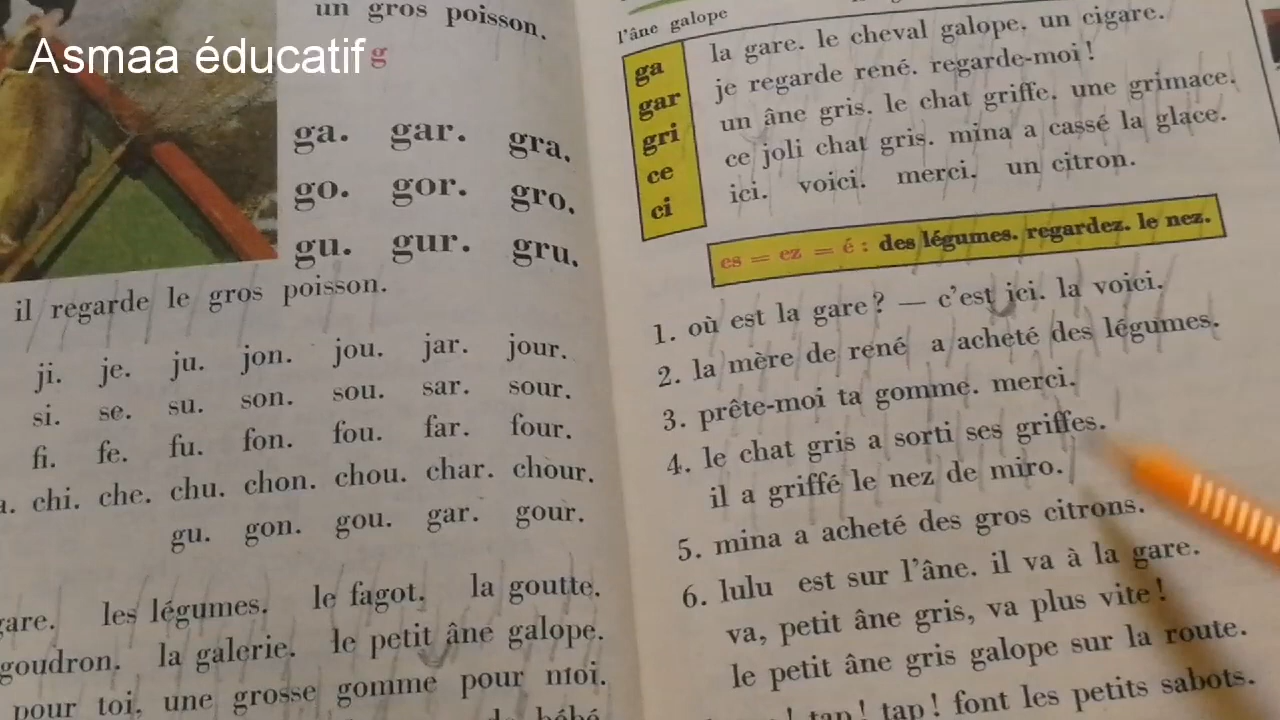 Asmaa éducatif
un gros poisson.
g
ga. gar. gra.
go. gor. gro.
gu. gur. gru.
il regarde le gros poisson.
ji. je. ju. jon. jou. jar. jour.
si. se. su. son. sou. sar. sour.
fi. fe. fu. fon. fou. far. four.
chi. che. chu. chon. chou. char. chour.
gu. gon. gou. gar. gour.
les légumes. le fagot. la goutte.
goudron. la galerie. le petit âne galope.
pour toi, une grosse gomme pour moi.
bébé
l'âne galope
ga
gar
gri
ce
ci
la gare. le cheval galope. un cigare.
je regarde rené. regarde-moi !
un âne gris. le chat griffe. une grimace.
ce joli chat gris. mina a cassé la glace.
ici. voici. merci. un citron.
es = ez = é : des légumes. regardez. le nez.
1. où est la gare ? — c'est ici. la voici.
2. la mère de rené a acheté des légumes.
3. prête-moi ta gomme. merci.
4. le chat gris a sorti ses griffes.
il a griffé le nez de miro.
5. mina a acheté des gros citrons.
6. lulu est sur l'âne. il va à la gare.
va, petit âne gris, va plus vite !
le petit âne gris galope sur la route.
tap ! tap ! font les petits sabots.